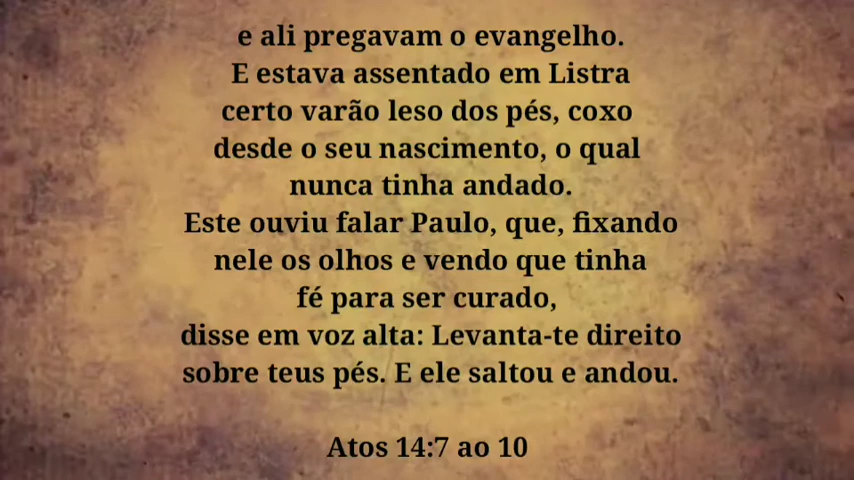 e ali pregavam o evangelho.
E estava assentado em Listra
certo varão leso dos pés, coxo
desde o seu nascimento, o qual
nunca tinha andado.
Este ouviu falar Paulo, que, fixando
nele os olhos e vendo que tinha
fé para ser curado,
disse em voz alta: Levanta-te direito
sobre teus pés. E ele saltou e andou.
Atos 14:7 ao 10